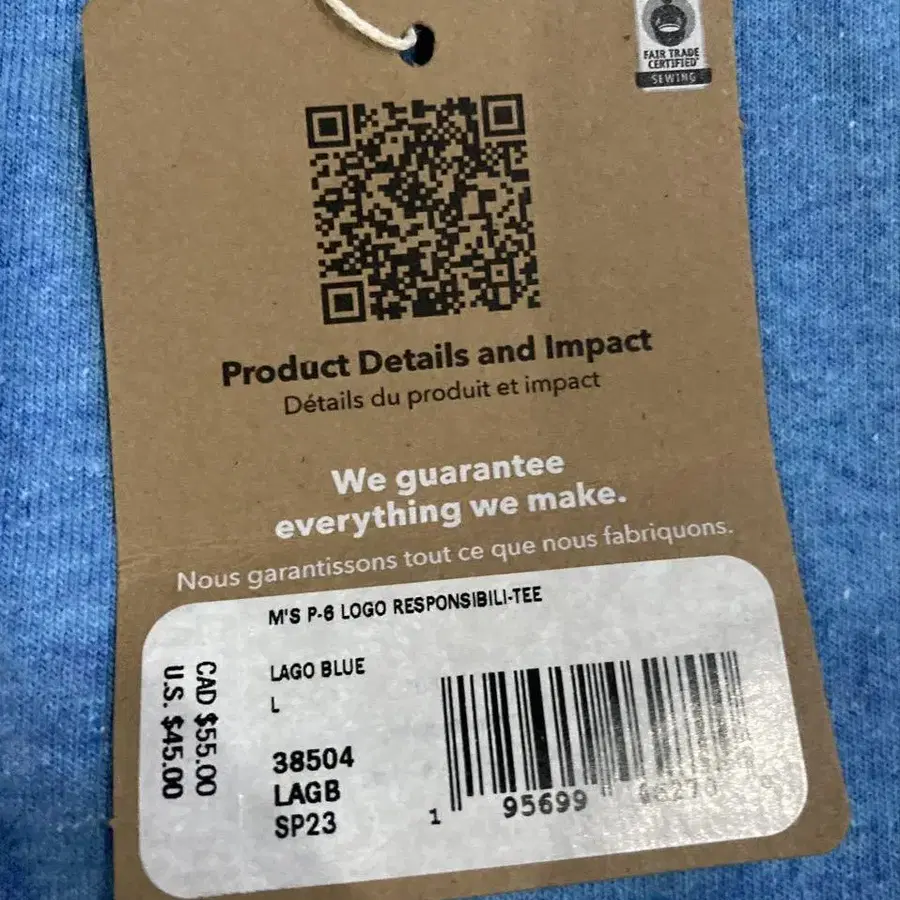 FAIR TRADE
CERTIFIED
SEWING
Product Details and Impact
Détails du produit et impact
We guarantee
everything we make.
Nous garantissons tout ce que nous fabriquons.
M'S P-6 LOGO RESPONSIBILI-TEE
LAGO BLUE
L
38504
LAGB
SP23
CAD $55.00
U.S. $45.00
1 95699